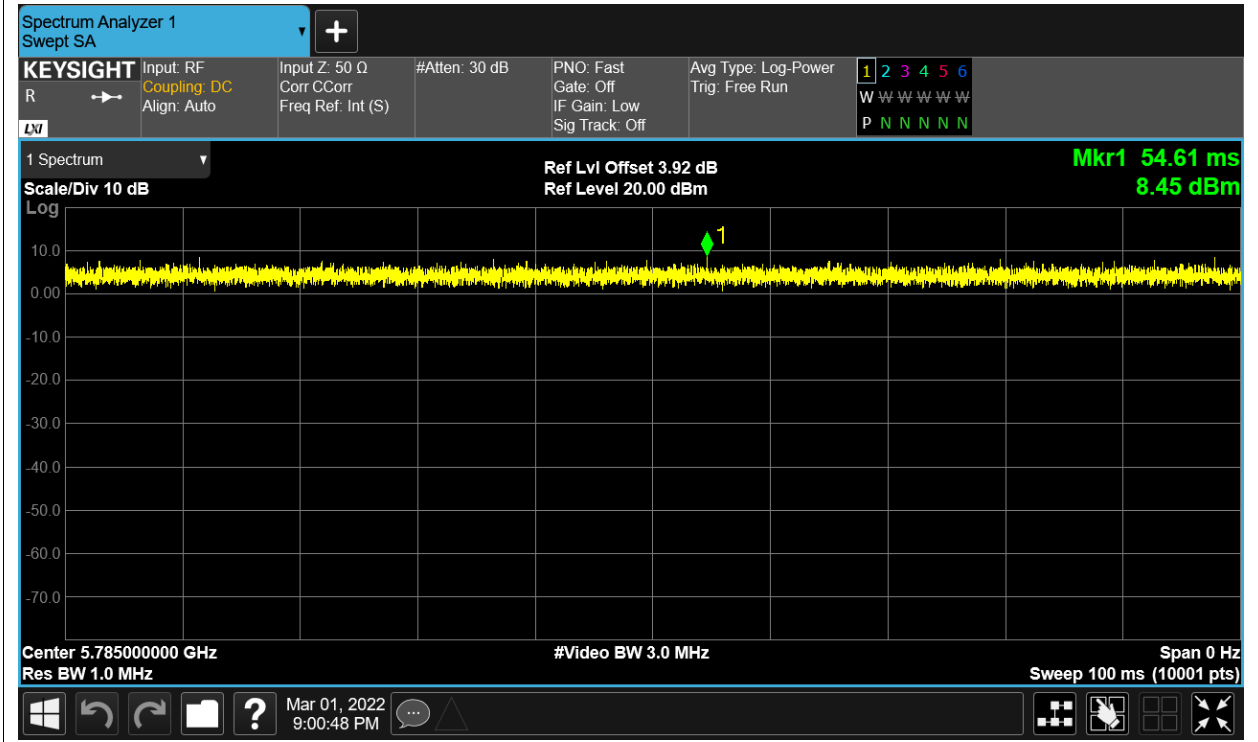 Spectrum Analyzer 1
Swept SA
+
KEYSIGHT
R
LXI
Input: RF
Coupling: DC
Align: Auto
Input Z: 50 Ω
Corr CCorr
Freq Ref: Int (S)
#Atten: 30 dB
PNO: Fast
Gate: Off
IF Gain: Low
Sig Track: Off
Avg Type: Log-Power
Trig: Free Run
1 2 3 4 5 6
W W W W W W
P N N N N N
1 Spectrum
Scale/Div 10 dB
Log
Ref Lvl Offset 3.92 dB
Ref Level 20.00 dBm
Mkr1 54.61 ms
8.45 dBm
1
10.0
0.00
-10.0
-20.0
-30.0
-40.0
-50.0
-60.0
-70.0
Center 5.785000000 GHz
Res BW 1.0 MHz
#Video BW 3.0 MHz
Span 0 Hz
Sweep 100 ms (10001 pts)
?
Mar 01, 2022
9:00:48 PM